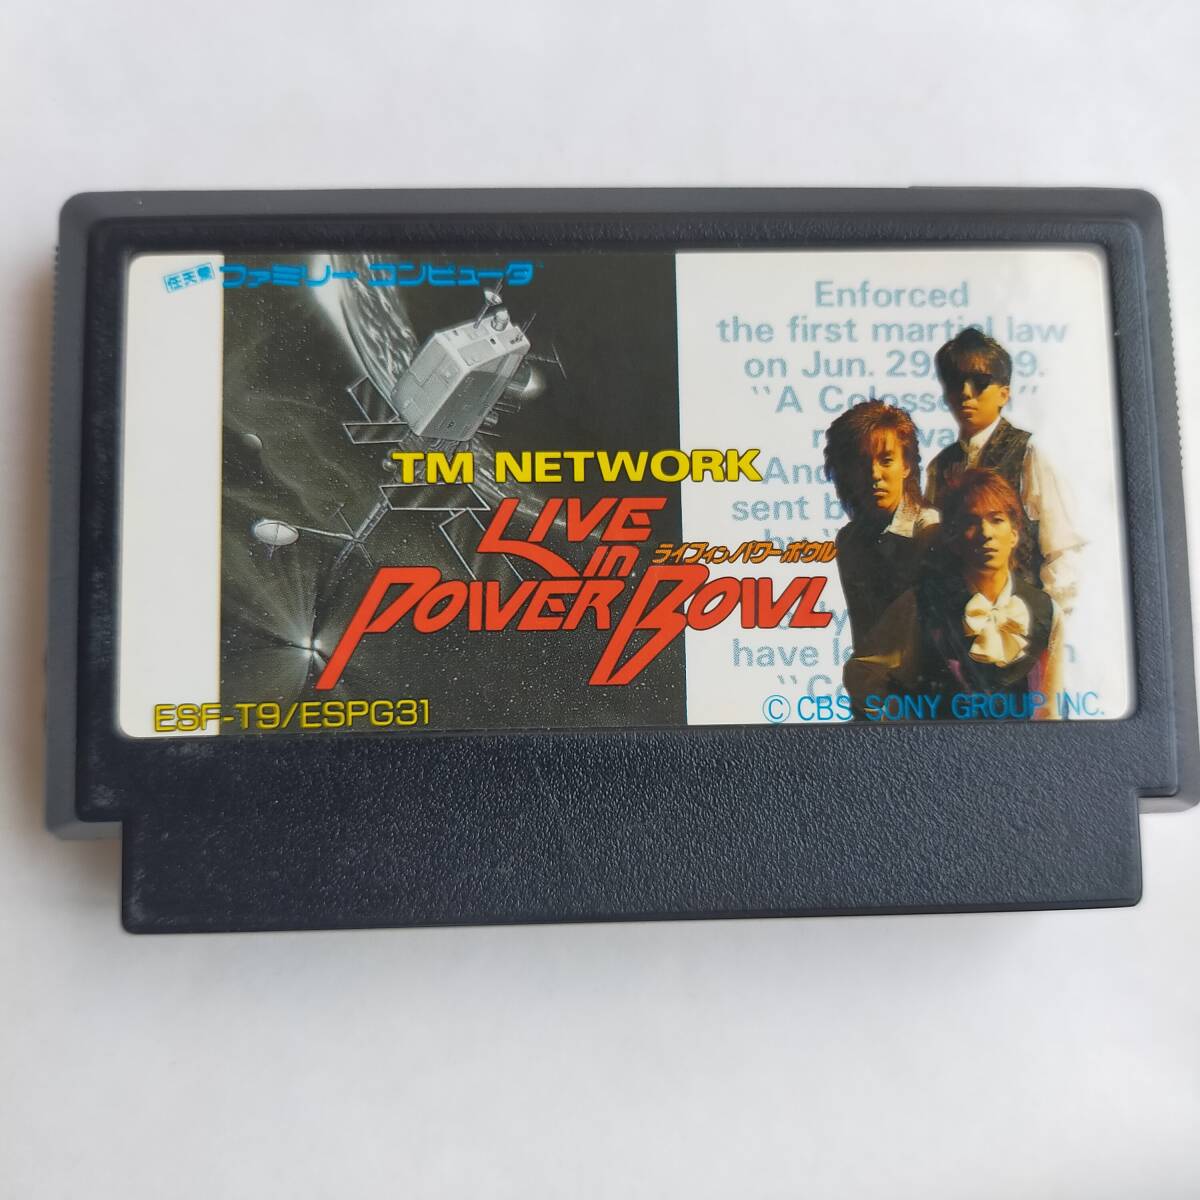 任天堂 ファミリーコンピュータ
Enforced
the first martial law
on Jun. 29,
"A
And
sent
have
TM NETWORK
LIVE
in ライブインパワーボウル
POWER BOWL
ESF-T9/ESPG31
© CBS SONY GROUP INC.